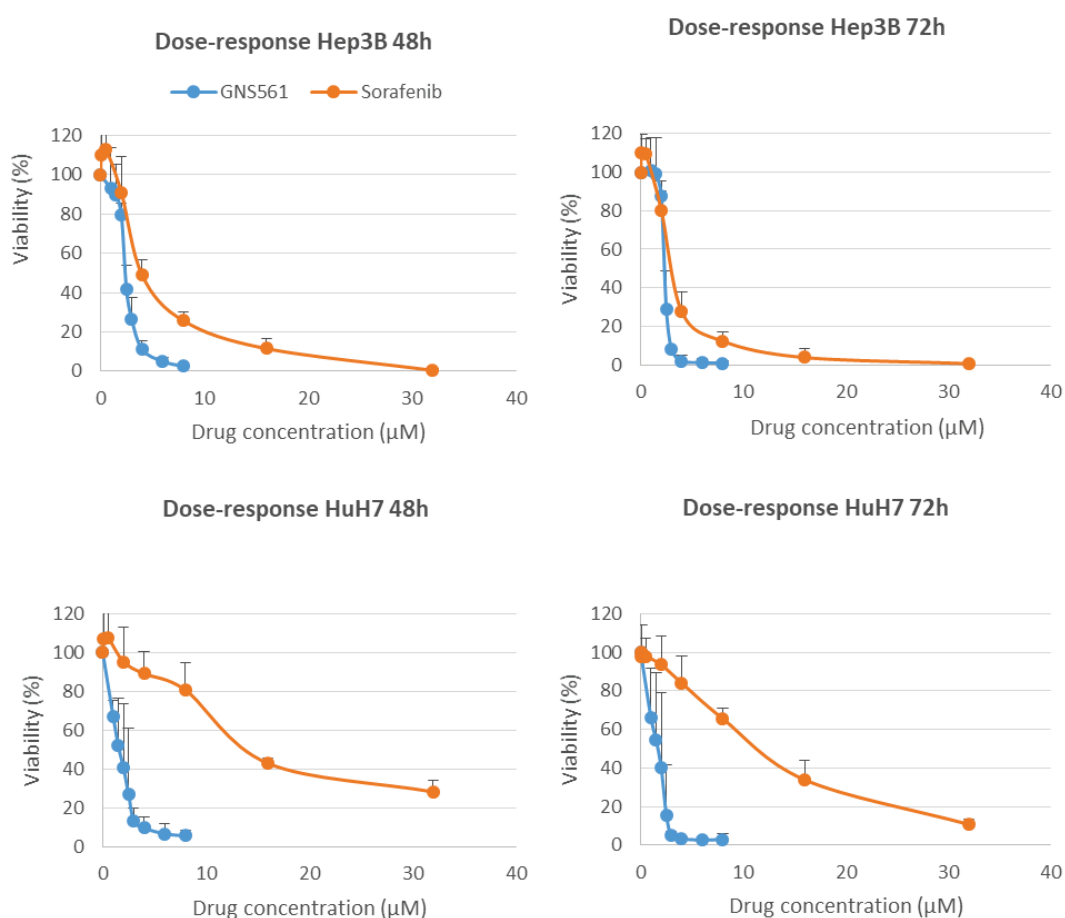 Dose-response Hep3B 48h
GNS561 Sorafenib
Viability (%)
120
100
80
60
40
20
0
0 10 20 30 40
Drug concentration (µM)
Dose-response Hep3B 72h
Viability (%)
120
100
80
60
40
20
0
0 10 20 30 40
Drug concentration (µM)
Dose-response HuH7 48h
Viability (%)
120
100
80
60
40
20
0
0 10 20 30 40
Drug concentration (µM)
Dose-response HuH7 72h
Viability (%)
120
100
80
60
40
20
0
0 10 20 30 40
Drug concentration (µM)